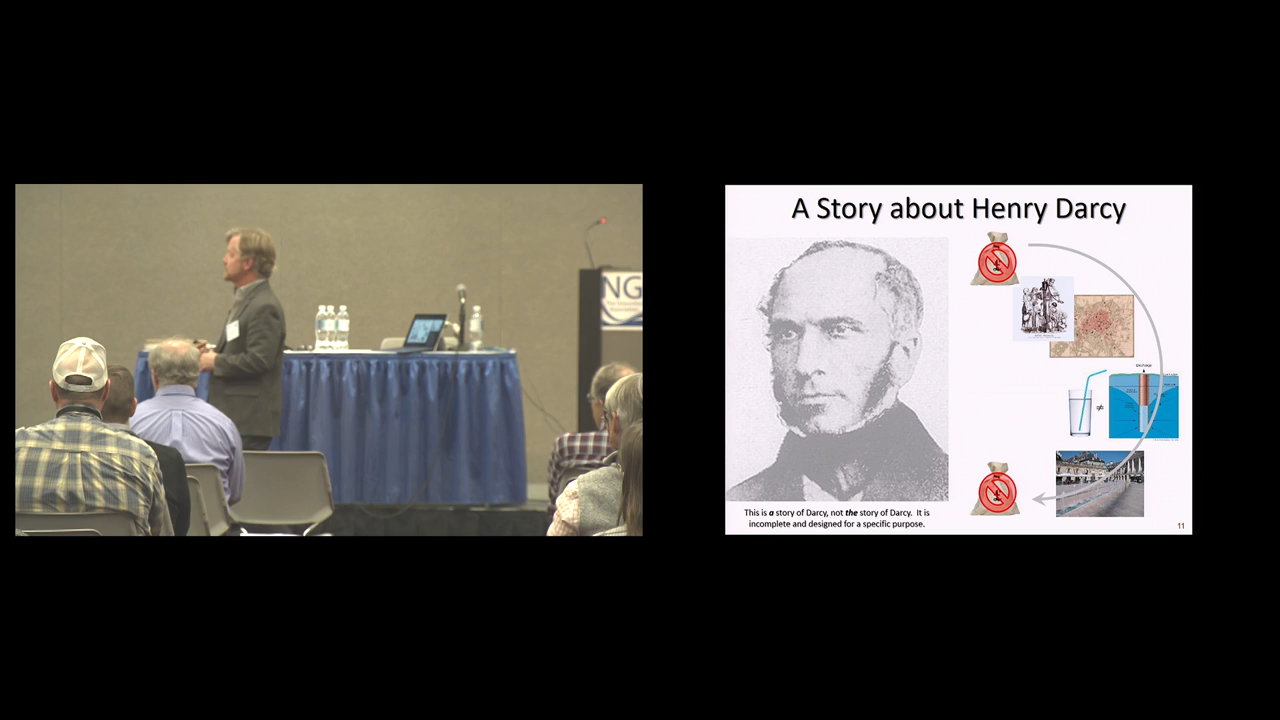 NG
A Story about Henry Darcy
≠
This is a story of Darcy, not the story of Darcy. It is
incomplete and designed for a specific purpose.
11